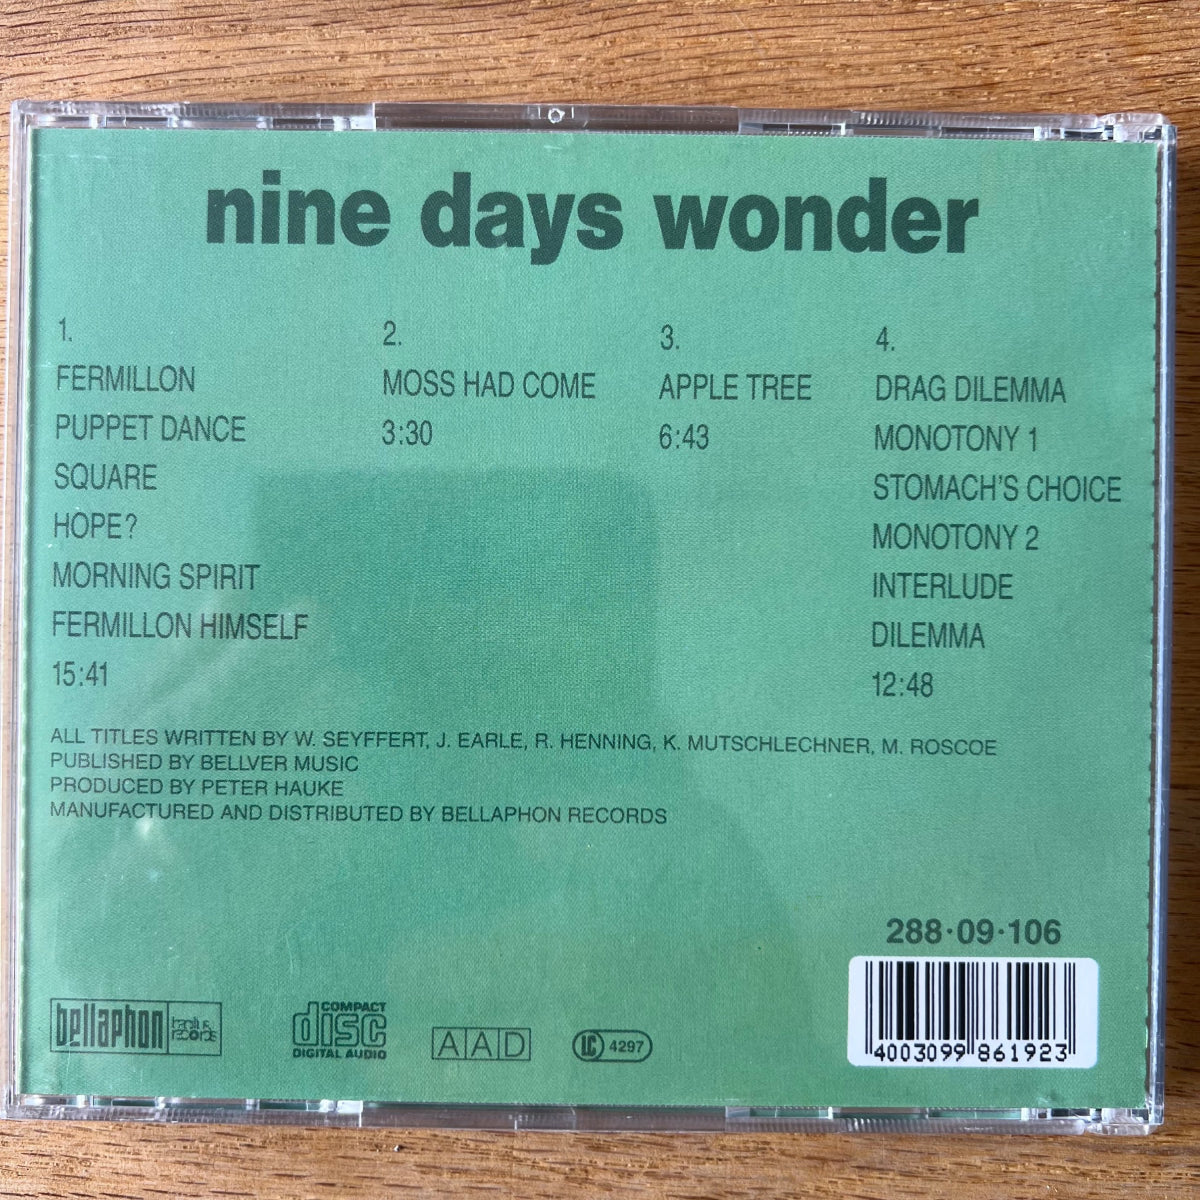 nine days wonder
1.
FERMILLON
PUPPET DANCE
SQUARE
HOPE?
MORNING SPIRIT
FERMILLON HIMSELF
15:41
2.
MOSS HAD COME
3:30
3.
APPLE TREE
6:43
4.
DRAG DILEMMA
MONOTONY 1
STOMACH'S CHOICE
MONOTONY 2
INTERLUDE
DILEMMA
12:48
ALL TITLES WRITTEN BY W. SEYFFERT, J. EARLE, R. HENNING, K. MUTSCHLECHNER, M. ROSCOE
PUBLISHED BY BELLVER MUSIC
PRODUCED BY PETER HAUKE
MANUFACTURED AND DISTRIBUTED BY BELLAPHON RECORDS
288·09·106
bellaphon
records
COMPACT
disc
DIGITAL AUDIO
AAD
LC 4297
4003099 861923